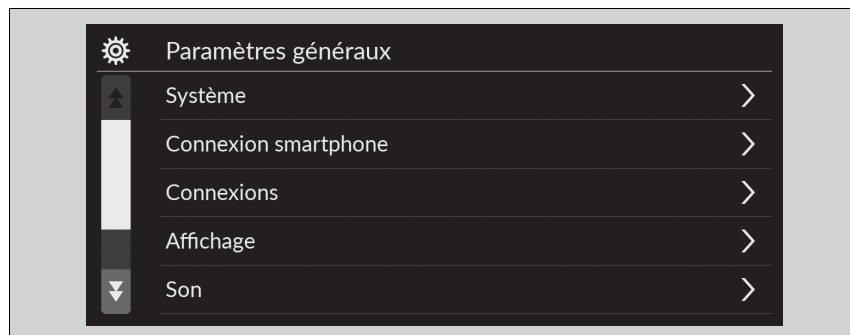 Paramètres généraux
Système
Connexion smartphone
Connexions
Affichage
Son